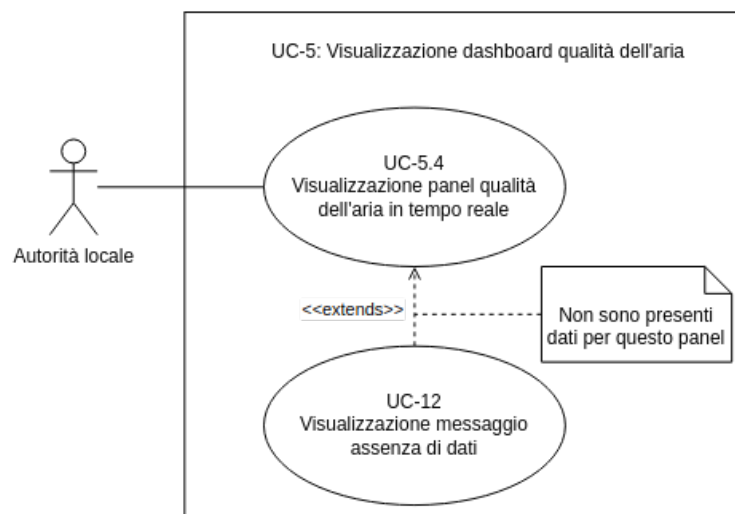 UC-5: Visualizzazione dashboard qualità dell'aria
UC-5.4
Visualizzazione panel qualità
dell'aria in tempo reale
Autorità locale
<<extends>>
Non sono presenti
dati per questo panel
UC-12
Visualizzazione messaggio
assenza di dati